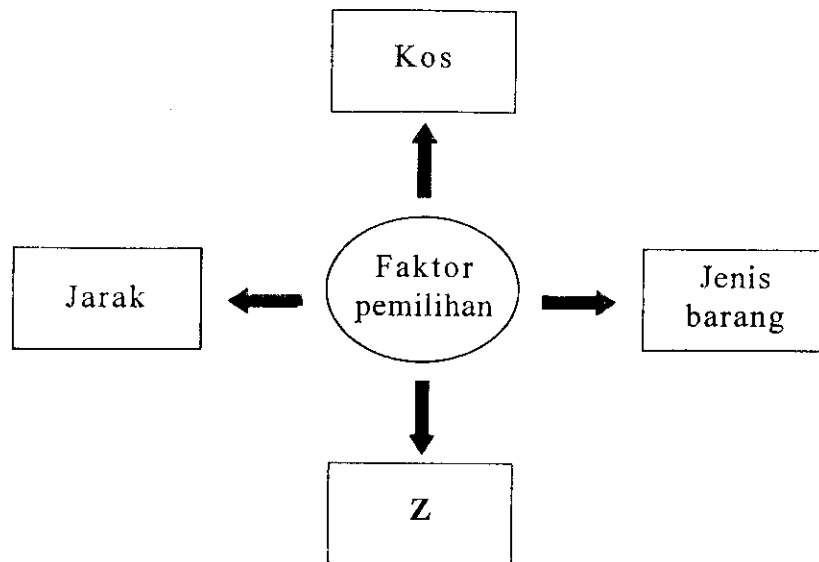 Kos
Jarak
Faktor
pemilihan
Jenis
barang
Z